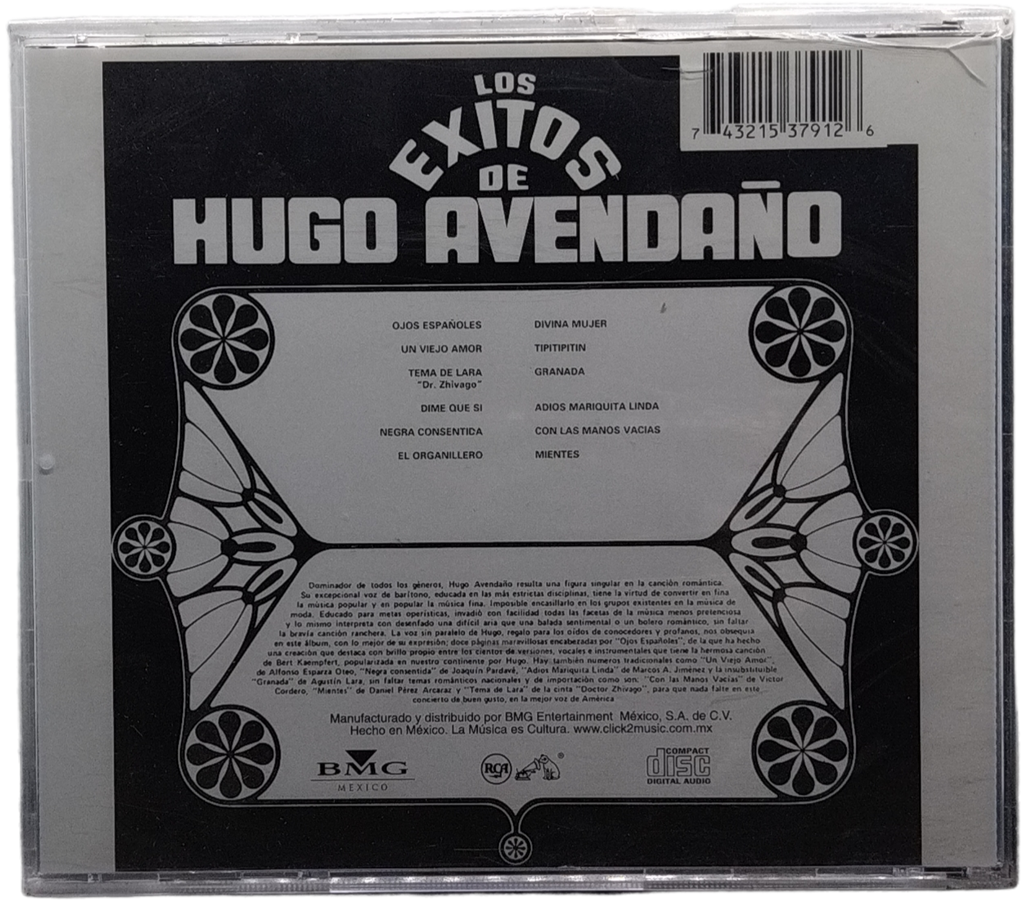 LOS
EXITOS
DE
HUGO AVENDAÑO
7 43215 37912 6
OJOS ESPAÑOLES
UN VIEJO AMOR
TEMA DE LARA
"Dr. Zhivago"
DIME QUE SI
NEGRA CONSENTIDA
EL ORGANILLERO
DIVINA MUJER
TIPITIPITIN
GRANADA
ADIOS MARIQUITA LINDA
CON LAS MANOS VACIAS
MIENTES
Dominador de todos los géneros, Hugo Avendaño resulta una figura singular en la canción romántica.
Su excepcional voz de barítono, educada en las más estrictas disciplinas, tiene la virtud de convertir en fina
la música popular y en popular la música fina. Imposible encasillarlo en los grupos existentes en la música de
moda. Educado para metas operísticas, invadió con facilidad todas las facetas de la música menos pretenciosa
y lo mismo interpreta con desenfado una difícil aria que una balada sentimental o un bolero romántico, sin faltar
la bravía canción ranchera. La voz sin paralelo de Hugo, regalo para los oídos de conocedores y profanos, nos obsequia
en este álbum, con lo mejor de su expresión; doce páginas maravillosas encabezadas por "Ojos Españoles", de la que ha hecho
una creación que destaca con brillo propio entre los cientos de versiones, vocales e instrumentales que tiene la hermosa canción
de Bert Kaempfert, popularizada en nuestro continente por Hugo. Hay también números tradicionales como "Un Viejo Amor",
de Alfonso Esparza Oteo, "Negra consentida" de Joaquín Pardavé, "Adios Mariquita Linda" de Marcos A. Jiménez y la insubstituible
"Granada" de Agustín Lara, sin faltar temas románticos nacionales y de importación como son: "Con las Manos Vacías" de Victor
Cordero, "Mientes" de Daniel Pérez Arcaraz y "Tema de Lara" de la cinta "Doctor Zhivago", para que nada falte en este
concierto de buen gusto, en la mejor voz de América
Manufacturado y distribuido por BMG Entertainment México, S.A. de C.V.
Hecho en México. La Música es Cultura. www.click2music.com.mx
BMG
MEXICO
RCA
®
COMPACT
disc
DIGITAL AUDIO